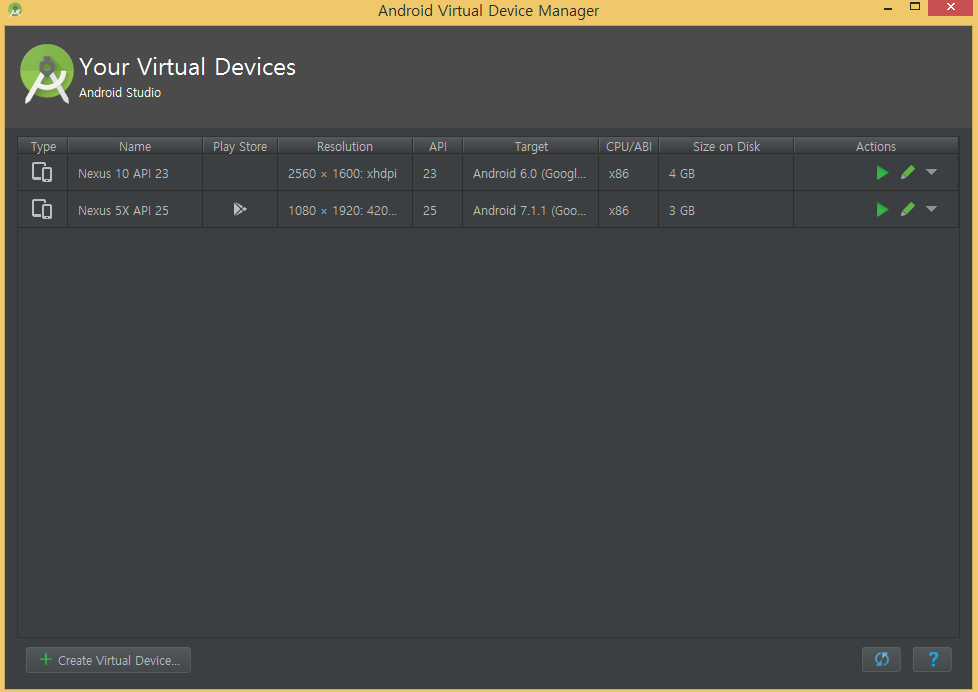 Android Virtual Device Manager
Your Virtual Devices
Android Studio
Type Name Play Store Resolution API Target CPU/ABI Size on Disk Actions
Nexus 10 API 23 2560 × 1600: xhdpi 23 Android 6.0 (Googl... x86 4 GB
Nexus 5X API 25 1080 × 1920: 420... 25 Android 7.1.1 (Goo... x86 3 GB
Create Virtual Device... ?